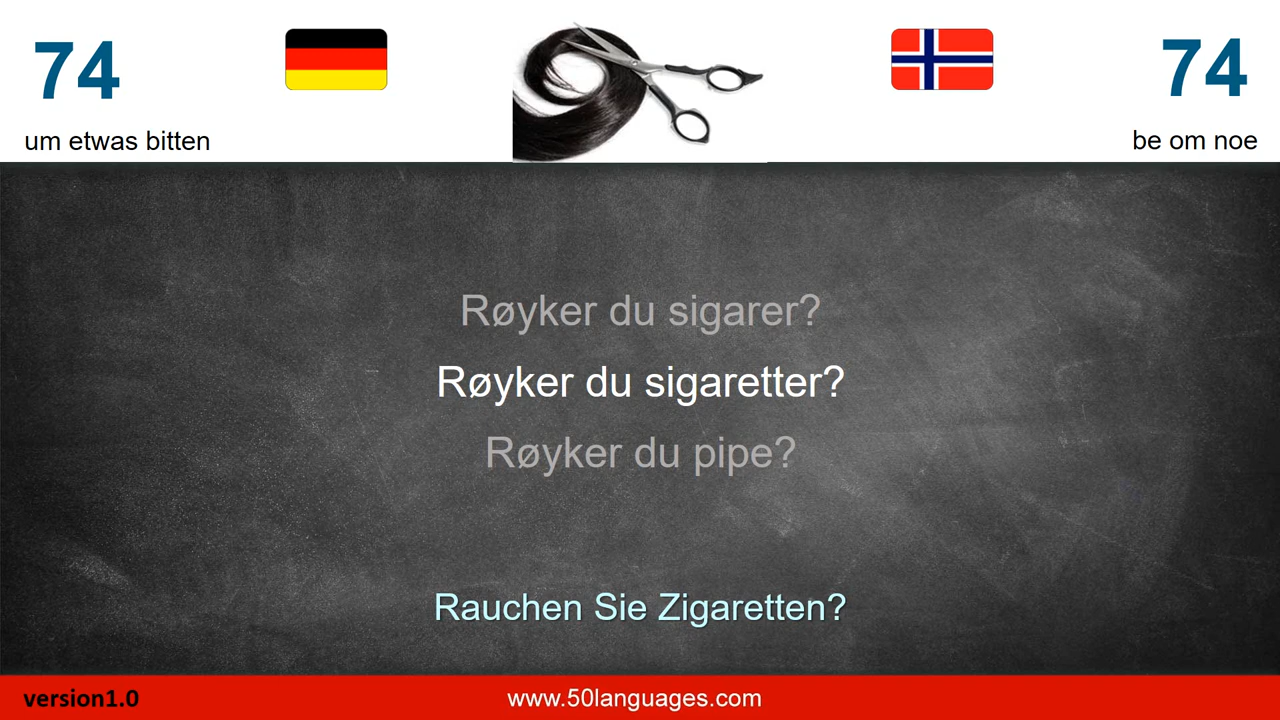 74
74
um etwas bitten
be om noe
Røyker du sigarer?
Røyker du sigaretter?
Røyker du pipe?
Rauchen Sie Zigaretten?
version1.0
www.50languages.com